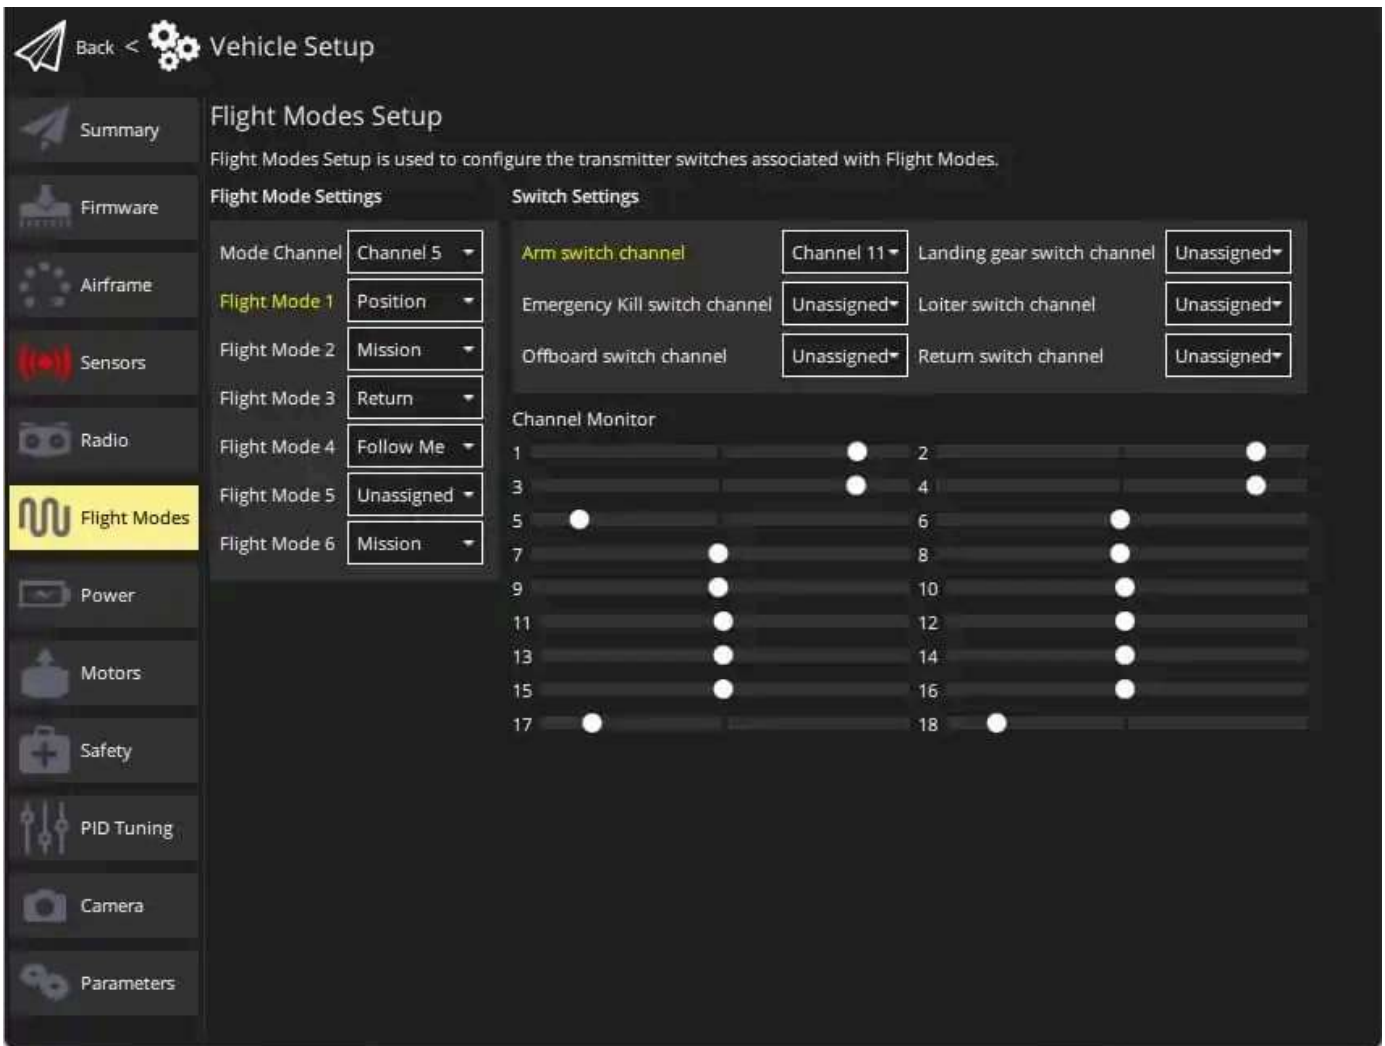 Back < Vehicle Setup
Summary
Firmware
Airframe
Sensors
Radio
Flight Modes
Power
Motors
Safety
PID Tuning
Camera
Parameters
Flight Modes Setup
Flight Modes Setup is used to configure the transmitter switches associated with Flight Modes.
Flight Mode Settings
Mode Channel Channel 5
Flight Mode 1 Position
Flight Mode 2 Mission
Flight Mode 3 Return
Flight Mode 4 Follow Me
Flight Mode 5 Unassigned
Flight Mode 6 Mission
Switch Settings
Arm switch channel Channel 11 Landing gear switch channel Unassigned
Emergency Kill switch channel Unassigned Loiter switch channel Unassigned
Offboard switch channel Unassigned Return switch channel Unassigned
Channel Monitor
1 2
3 4
5 6
7 8
9 10
11 12
13 14
15 16
17 18